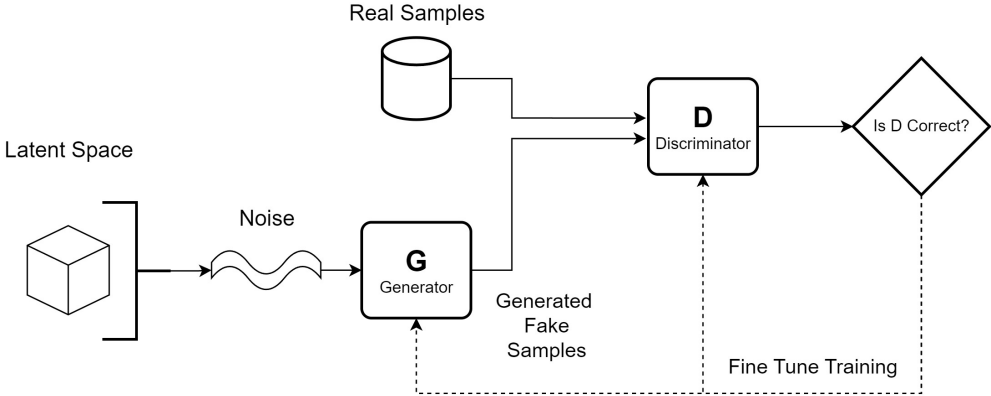 Real Samples
D
Discriminator
Is D Correct?
Latent Space
Noise
G
Generator
Generated
Fake
Samples
Fine Tune Training